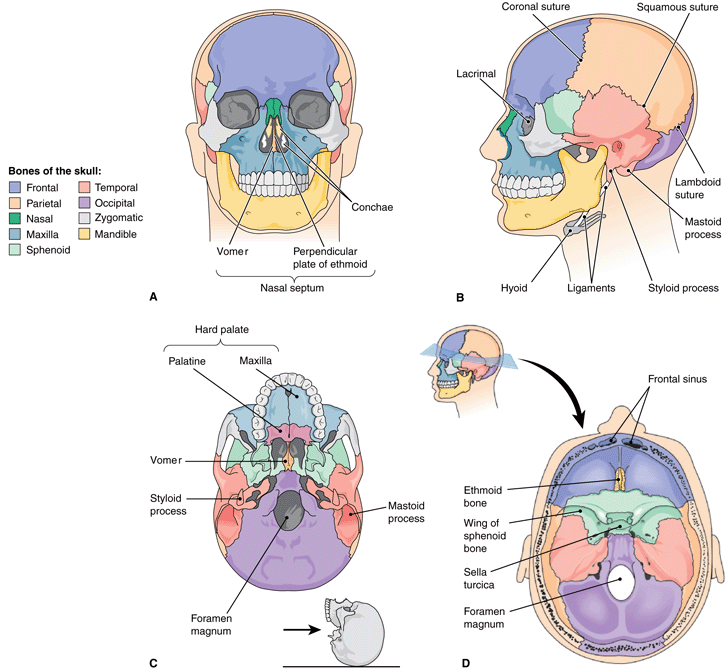 Bones of the skull:
Frontal
Parietal
Nasal
Maxilla
Sphenoid
Temporal
Occipital
Zygomatic
Mandible
Conchae
Vomer
Perpendicular
plate of ethmoid
Nasal septum
A
Coronal suture
Squamous suture
Lacrimal
Lambdoid
suture
Mastoid
process
Hyoid
Ligaments
Styloid process
B
Hard palate
Palatine
Maxilla
Vomer
Styloid
process
Mastoid
process
Foramen
magnum
C
Frontal sinus
Ethmoid
bone
Wing of
sphenoid
bone
Sella
turcica
Foramen
magnum
D